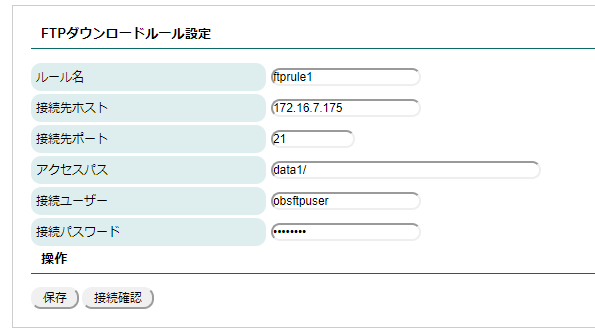 FTPダウンロードルール設定
ルール名 ftprule1
接続先ホスト 172.16.7.175
接続先ポート 21
アクセスパス data1/
接続ユーザー obsftpuser
接続パスワード ••••••••
操作
保存 接続確認